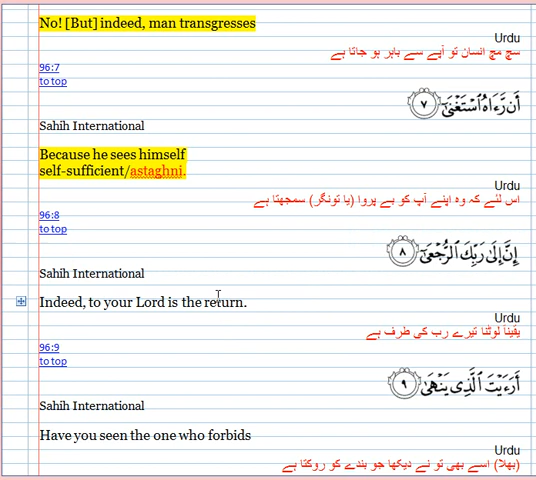 No! [But] indeed, man transgresses
Urdu
سچ مچ انسان تو آپے سے باہر ہو جاتا ہے
96:7
to top
أَن رَّءَاهُ ٱسْتَغْنَىٰٓ ٧
Sahih International
Because he sees himself
self-sufficient/astaghni.
Urdu
اس لئے کہ وه اپنے آپ کو بے پروا (یا تونگر) سمجھتا ہے
96:8
to top
إِنَّ إِلَىٰ رَبِّكَ ٱلرُّجْعَىٰٓ ٨
Sahih International
Indeed, to your Lord is the return.
Urdu
یقیناً لوٹنا تیرے رب کی طرف ہے
96:9
to top
أَرَءَيْتَ ٱلَّذِى يَنْهَىٰ ٩
Sahih International
Have you seen the one who forbids
Urdu
(بھلا) اسے بھی تو نے دیکھا جو بندے کو روکتا ہے